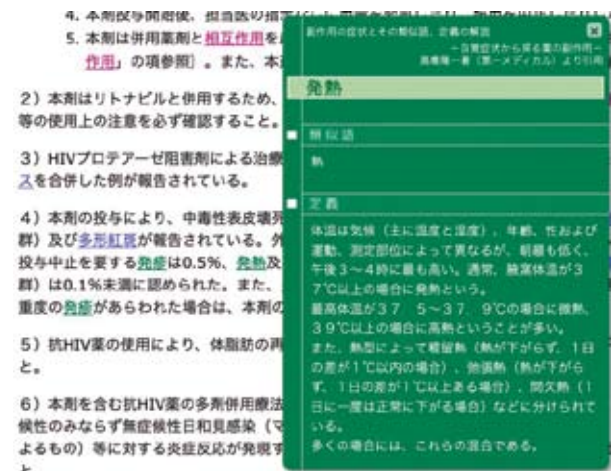 4. 本剤投与開始後、担当医の指示
5. 本剤は併用薬剤と相互作用を
作用」の項参照）。また、本
2）本剤はリトナビルと併用するため、
等の使用上の注意を必ず確認すること。
3）HIVプロテアーゼ阻害剤による治療
スを合併した例が報告されている。
4）本剤の投与により、中毒性表皮壊死
群）及び多形紅斑が報告されている。外
投与中止を要する発疹は0.5%、発熱及
群）は0.1%未満に認められた。また、
重度の発疹があらわれた場合は、本剤の
5）抗HIV薬の使用により、体脂肪の再
と。
6）本剤を含む抗HIV薬の多剤併用療法
候性のみならず無症候性日和見感染（マ
よるもの）等に対する炎症反応が発現す
と
副作用の症状とその類似語、定義の解説
－自覚症状から探る薬の副作用－
高橋隆一著（第一メディカル）より引用
発熱
類似語
熱
定義
体温は気候（主に温度と湿度）、年齢、性および
運動、測定部位によって異なるが、朝最も低く、
午後３～４時に最も高い。通常、腋窩体温が３
７℃以上の場合に発熱という。
最高体温が３７．５～３７．９℃の場合に微熱、
３９℃以上の場合に高熱ということが多い。
また、熱型によって稽留熱（熱が下がらず、１日
の差が１℃以内の場合）、弛張熱（熱が下がら
ず、１日の差が１℃以上ある場合）、間欠熱（１
日に一度は正常に下がる場合）などに分けられて
いる。
多くの場合には、これらの混合である。